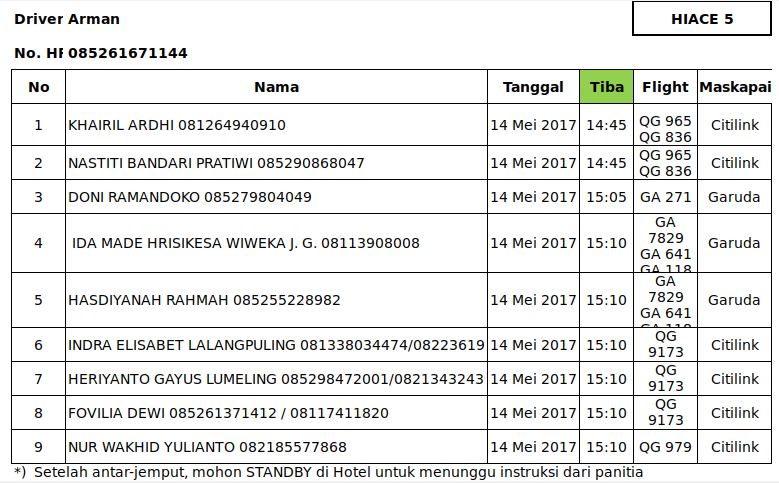 Driver Arman HIACE 5
No. HP 085261671144
No Nama Tanggal Tiba Flight Maskapai
1 KHAIRIL ARDHI 081264940910 14 Mei 2017 14:45 QG 965 QG 836 Citilink
2 NASTITI BANDARI PRATIWI 085290868047 14 Mei 2017 14:45 QG 965 QG 836 Citilink
3 DONI RAMANDOKO 085279804049 14 Mei 2017 15:05 GA 271 Garuda
4 IDA MADE HRISIKESA WIWEKA J. G. 08113908008 14 Mei 2017 15:10 GA 7829 GA 641 GA 118 Garuda
5 HASDIYANAH RAHMAH 085255228982 14 Mei 2017 15:10 GA 7829 GA 641 Garuda
6 INDRA ELISABET LALANGPULING 081338034474/08223619 14 Mei 2017 15:10 QG 9173 Citilink
7 HERIYANTO GAYUS LUMELING 085298472001/0821343243 14 Mei 2017 15:10 QG 9173 Citilink
8 FOVILIA DEWI 085261371412 / 08117411820 14 Mei 2017 15:10 QG 9173 Citilink
9 NUR WAKHID YULIANTO 082185577868 14 Mei 2017 15:10 QG 979 Citilink
*) Setelah antar-jemput, mohon STANDBY di Hotel untuk menunggu instruksi dari panitia